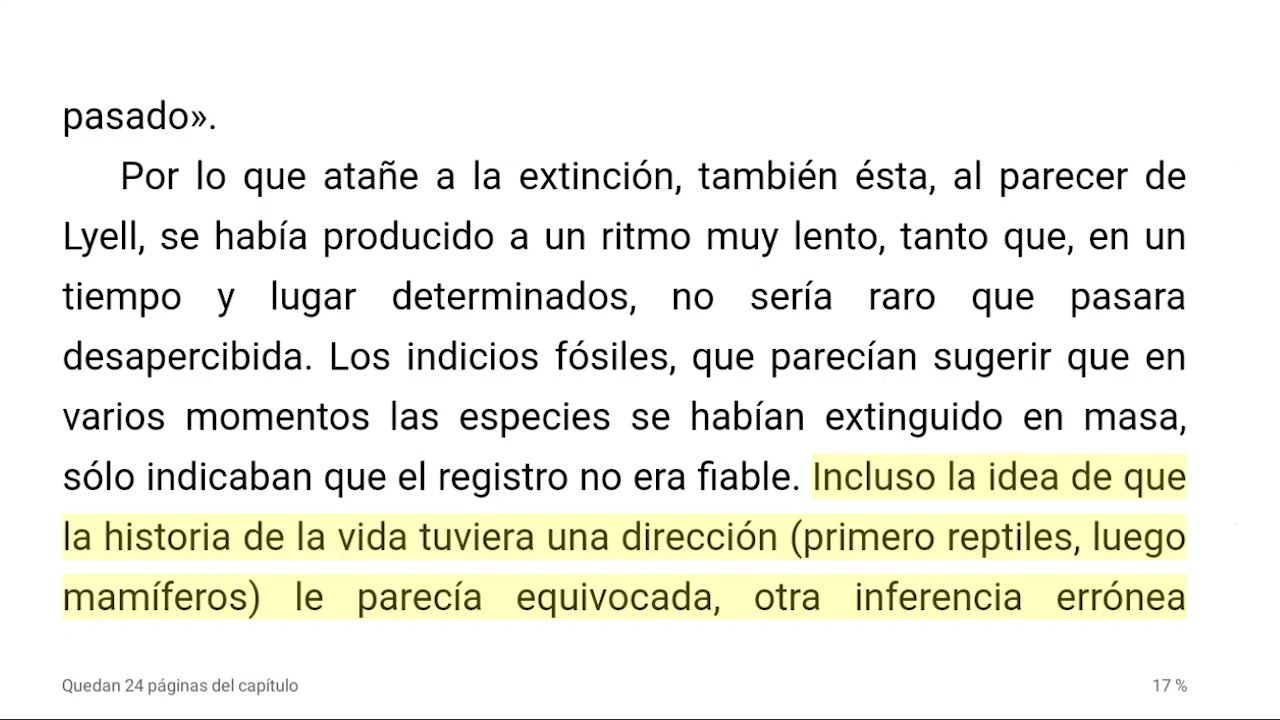 pasado».
Por lo que atañe a la extinción, también ésta, al parecer de
Lyell, se había producido a un ritmo muy lento, tanto que, en un
tiempo y lugar determinados, no sería raro que pasara
desapercibida. Los indicios fósiles, que parecían sugerir que en
varios momentos las especies se habían extinguido en masa,
sólo indicaban que el registro no era fiable. Incluso la idea de que
la historia de la vida tuviera una dirección (primero reptiles, luego
mamíferos) le parecía equivocada, otra inferencia errónea
Quedan 24 páginas del capítulo
17 %